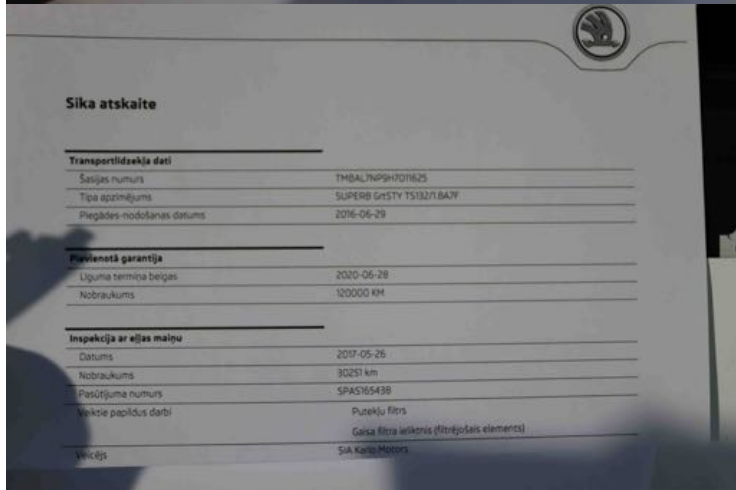 Sīka atskaite
Transportlīdzekļa dati
Šasijas numurs TMBAL7NP9H7011625
Tipa apzīmējums SUPERB GrtSTY TS132/1.8A7F
Piegādes-nodošanas datums 2016-06-29
Pievienotā garantija
Līguma termiņa beigas 2020-06-28
Nobraukums 120000 KM
Inspekcija ar eļļas maiņu
Datums 2017-05-26
Nobraukums 30251 km
Pasūtījuma numurs SPAS165438
Veiktie papildus darbi Putekļu filtrs
Gaisa filtra ieliktnis (filtrējošais elements)
Veicējs SIA Kario Motors